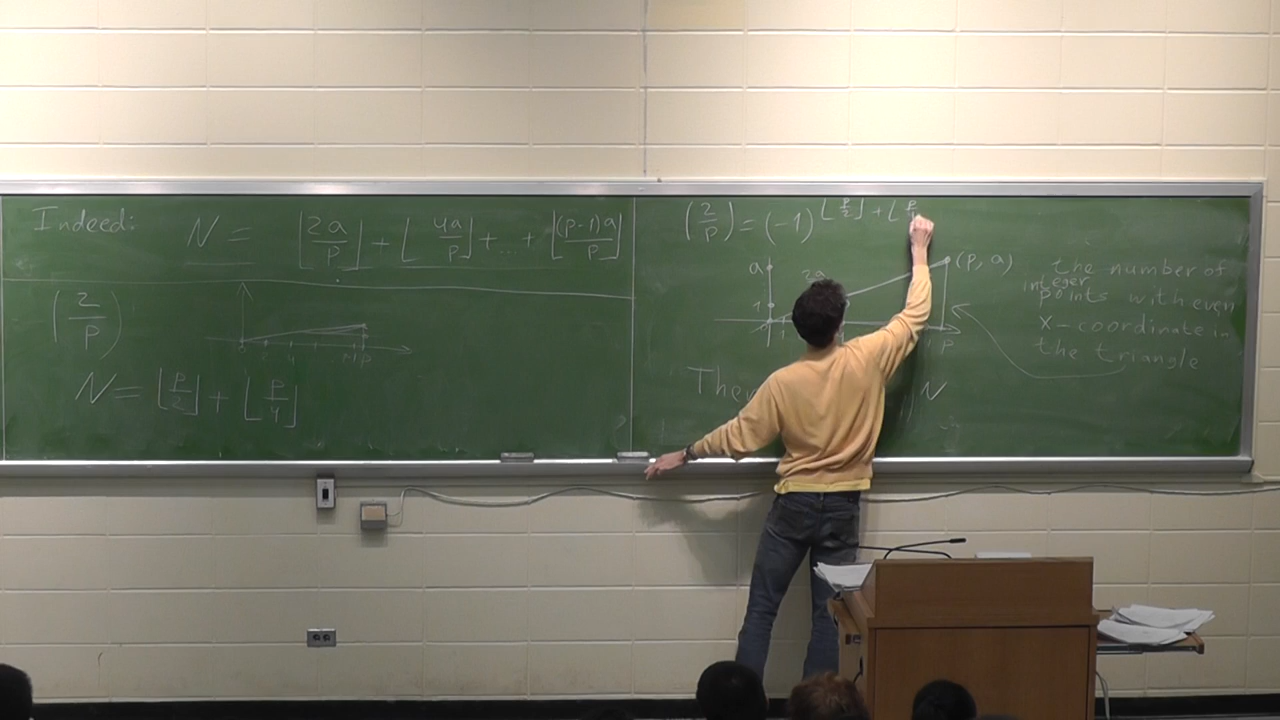 Indeed: N = ⌊2a/p⌋ + ⌊4a/p⌋ + ... + ⌊(p-1)a/p⌋
(2/p)
N = ⌊p/2⌋ + ⌊p/4⌋
(2/p) = (-1)^⌊p/2⌋ + ⌊p
a
(p, a)
2a
1
p
the number of
integer
points with even
x-coordinate in
the triangle
N